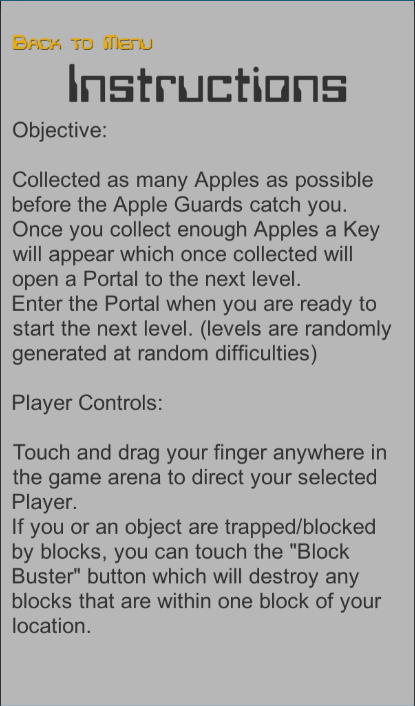 Back to Menu
Instructions
Objective:
Collected as many Apples as possible
before the Apple Guards catch you.
Once you collect enough Apples a Key
will appear which once collected will
open a Portal to the next level.
Enter the Portal when you are ready to
start the next level. (levels are randomly
generated at random difficulties)
Player Controls:
Touch and drag your finger anywhere in
the game arena to direct your selected
Player.
If you or an object are trapped/blocked
by blocks, you can touch the "Block
Buster" button which will destroy any
blocks that are within one block of your
location.